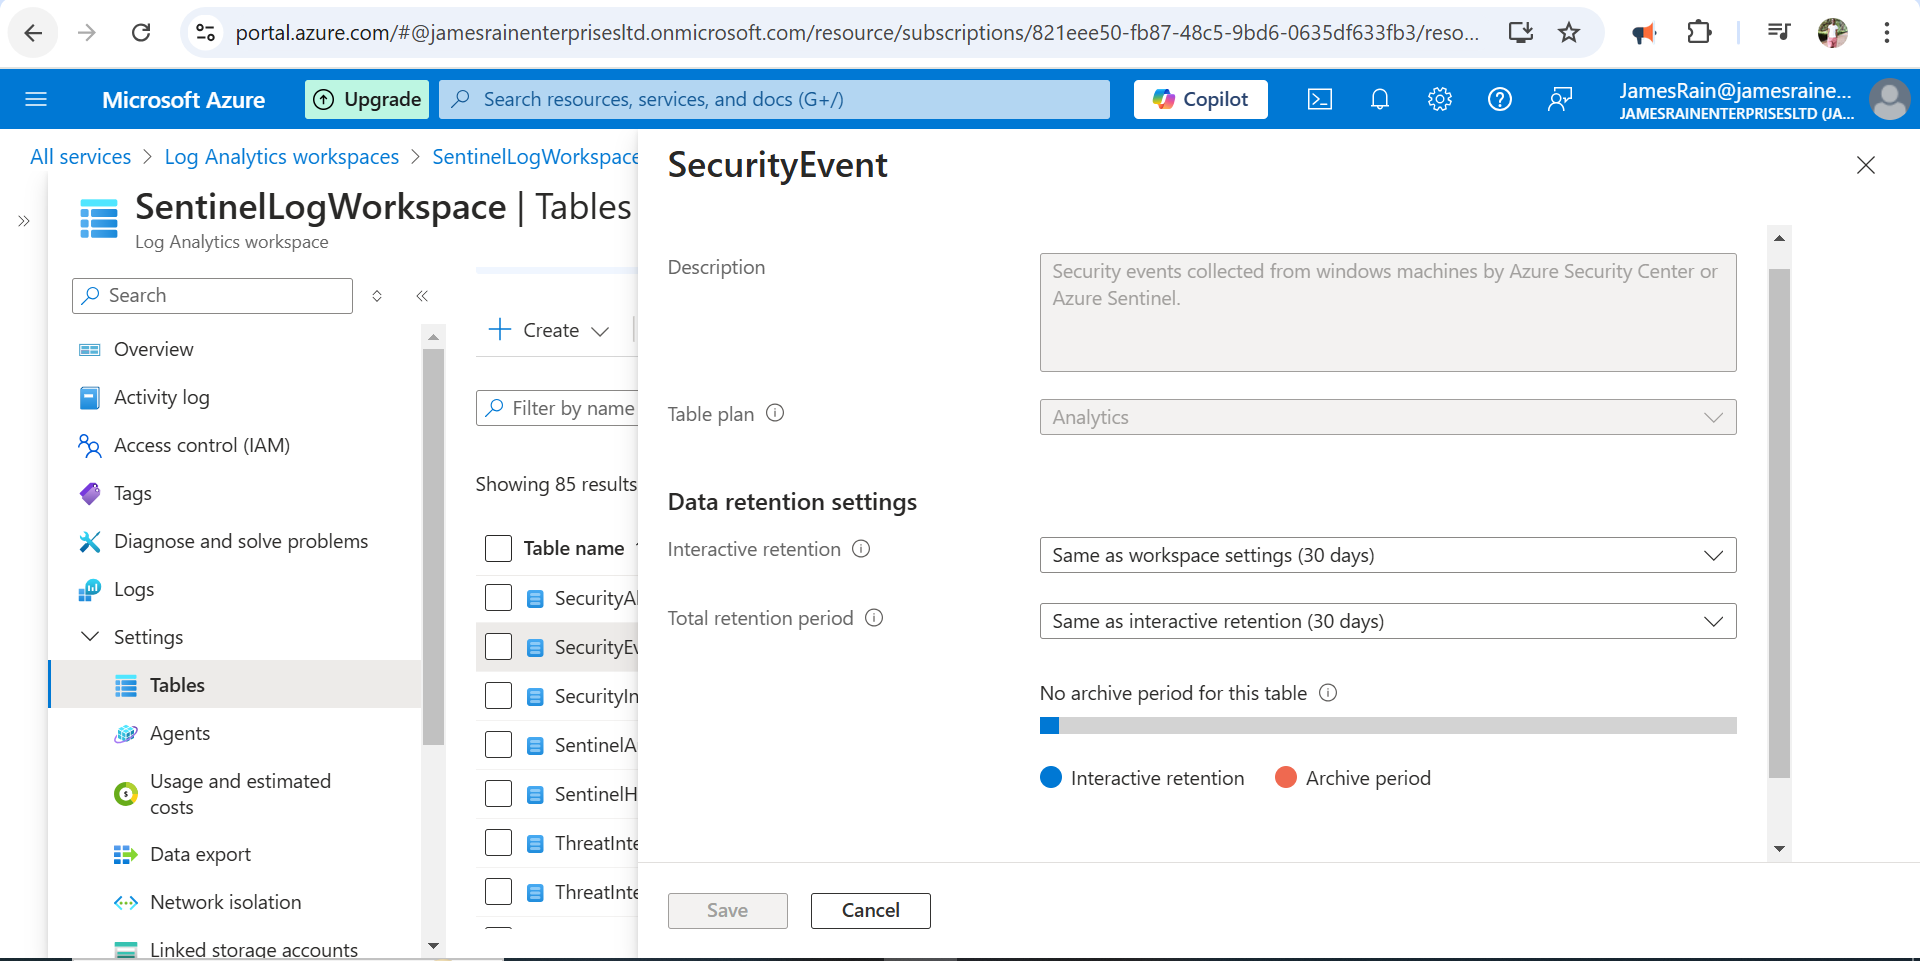 portal.azure.com/#@jamesrainenterprisesltd.onmicrosoft.com/resource/subscriptions/821eee50-fb87-48c5-9bd6-0635df633fb3/reso...
Microsoft Azure
Upgrade
Search resources, services, and docs (G+/)
Copilot
JamesRain@jamesraine...
JAMESRAINENTERPRISESLTD (JA...
All services > Log Analytics workspaces > SentinelLogWorkspace
SentinelLogWorkspace | Tables
Log Analytics workspace
Search
Overview
Activity log
Access control (IAM)
Tags
Diagnose and solve problems
Logs
Settings
Tables
Agents
Usage and estimated
costs
Data export
Network isolation
Linked storage accounts
Create
Filter by name
Showing 85 results
Table name
SecurityAl
SecurityEv
SecurityIn
SentinelA
SentinelH
ThreatInte
ThreatInte
SecurityEvent
Description
Security events collected from windows machines by Azure Security Center or
Azure Sentinel.
Table plan
Analytics
Data retention settings
Interactive retention
Same as workspace settings (30 days)
Total retention period
Same as interactive retention (30 days)
No archive period for this table
Interactive retention
Archive period
Save
Cancel